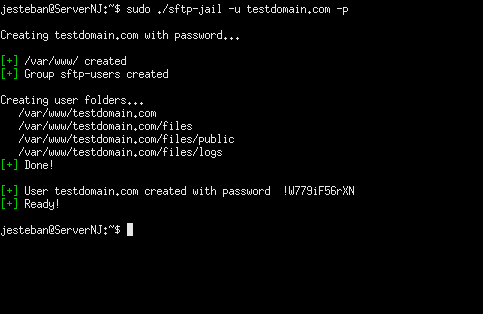 jesteban@ServerNJ:~$ sudo ./sftp-jail -u testdomain.com -p
Creating testdomain.com with password...
[+] /var/www/ created
[+] Group sftp-users created
Creating user folders...
/var/www/testdomain.com
/var/www/testdomain.com/files
/var/www/testdomain.com/files/public
/var/www/testdomain.com/files/logs
[+] Done!
[+] User testdomain.com created with password  !W779iF56rXN
[+] Ready!
jesteban@ServerNJ:~$